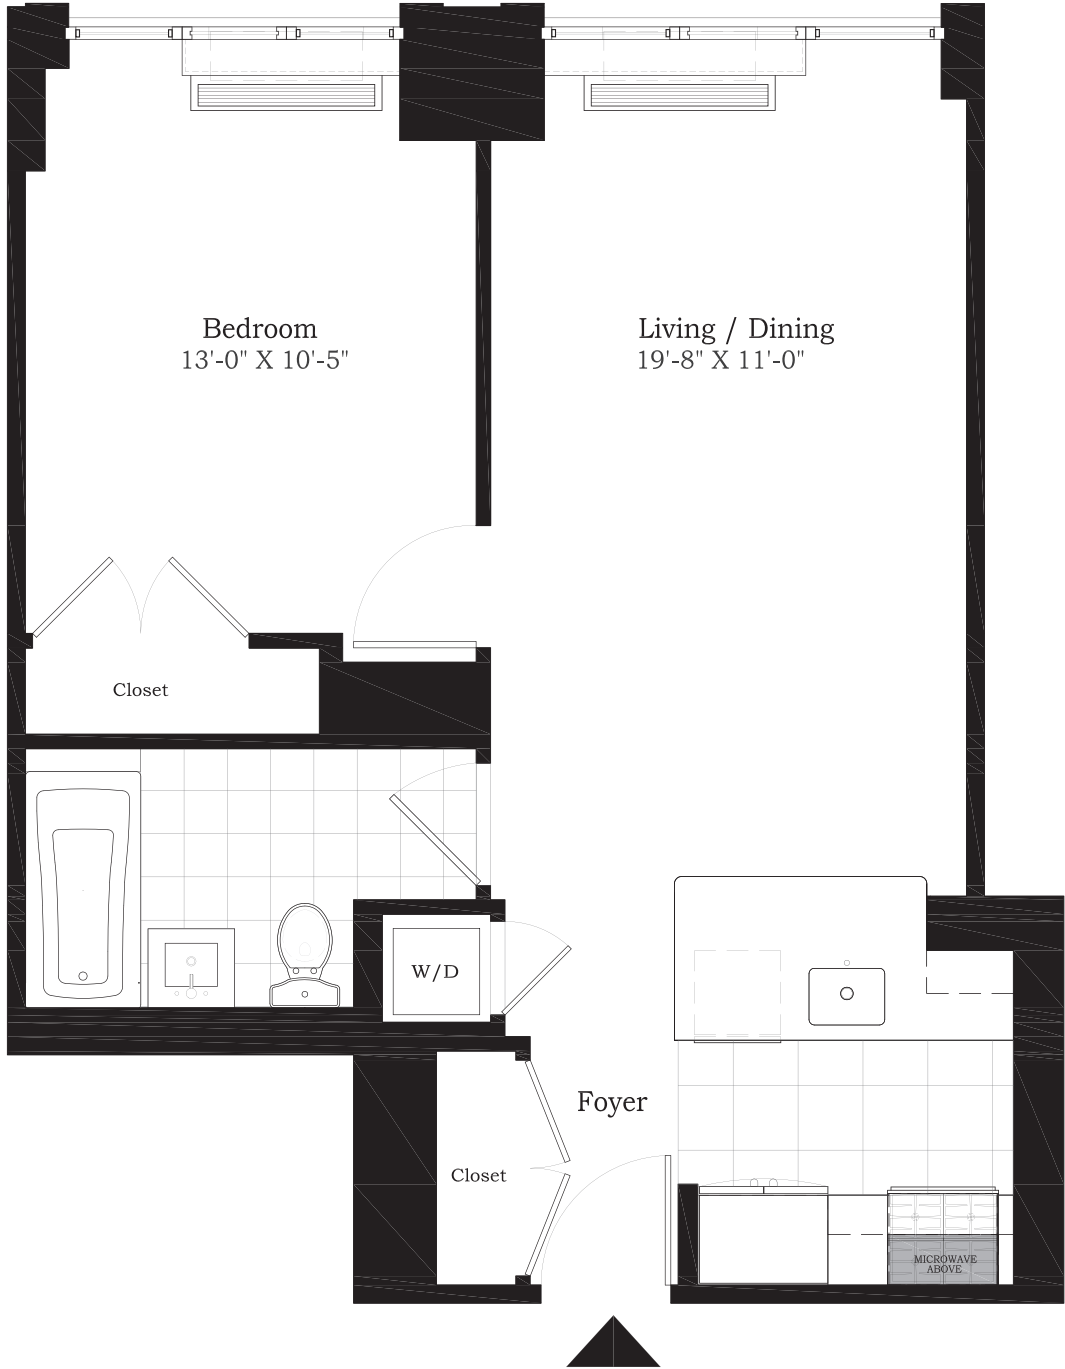 Bedroom
13'-0" X 10'-5"
Living / Dining
19'-8" X 11'-0"
Closet
W/D
Foyer
Closet
MICROWAVE
ABOVE